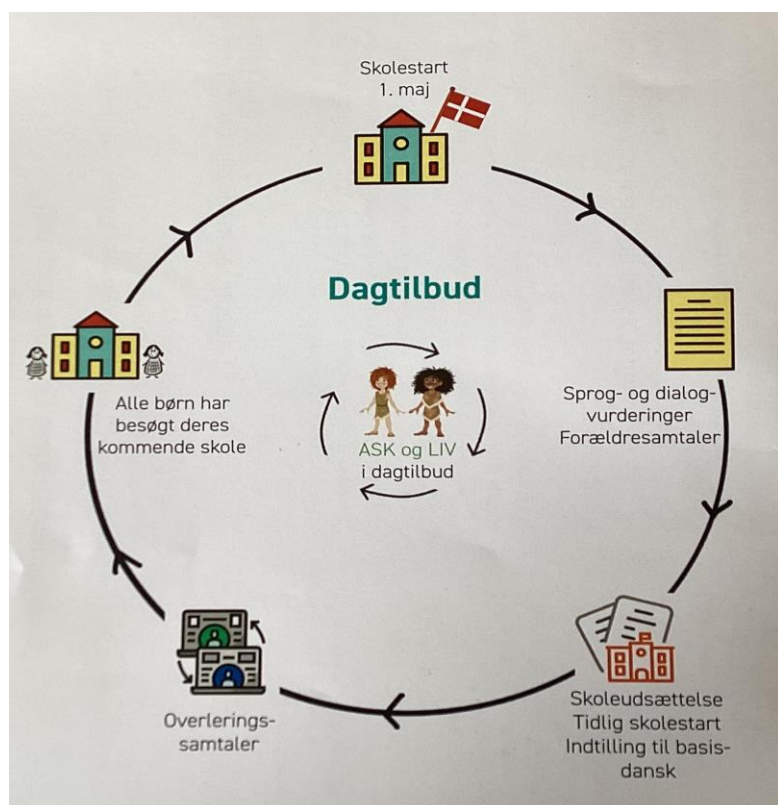 Skolestart
1. maj
Dagtilbud
Sprog- og dialog-
vurderinger
Forældresamtaler
Alle børn har
besøgt deres
kommende skole
ASK og LIV
i dagtilbud
Skoleudsættelse
Tidlig skolestart
Indtilling til basis-
dansk
Overlerings-
samtaler